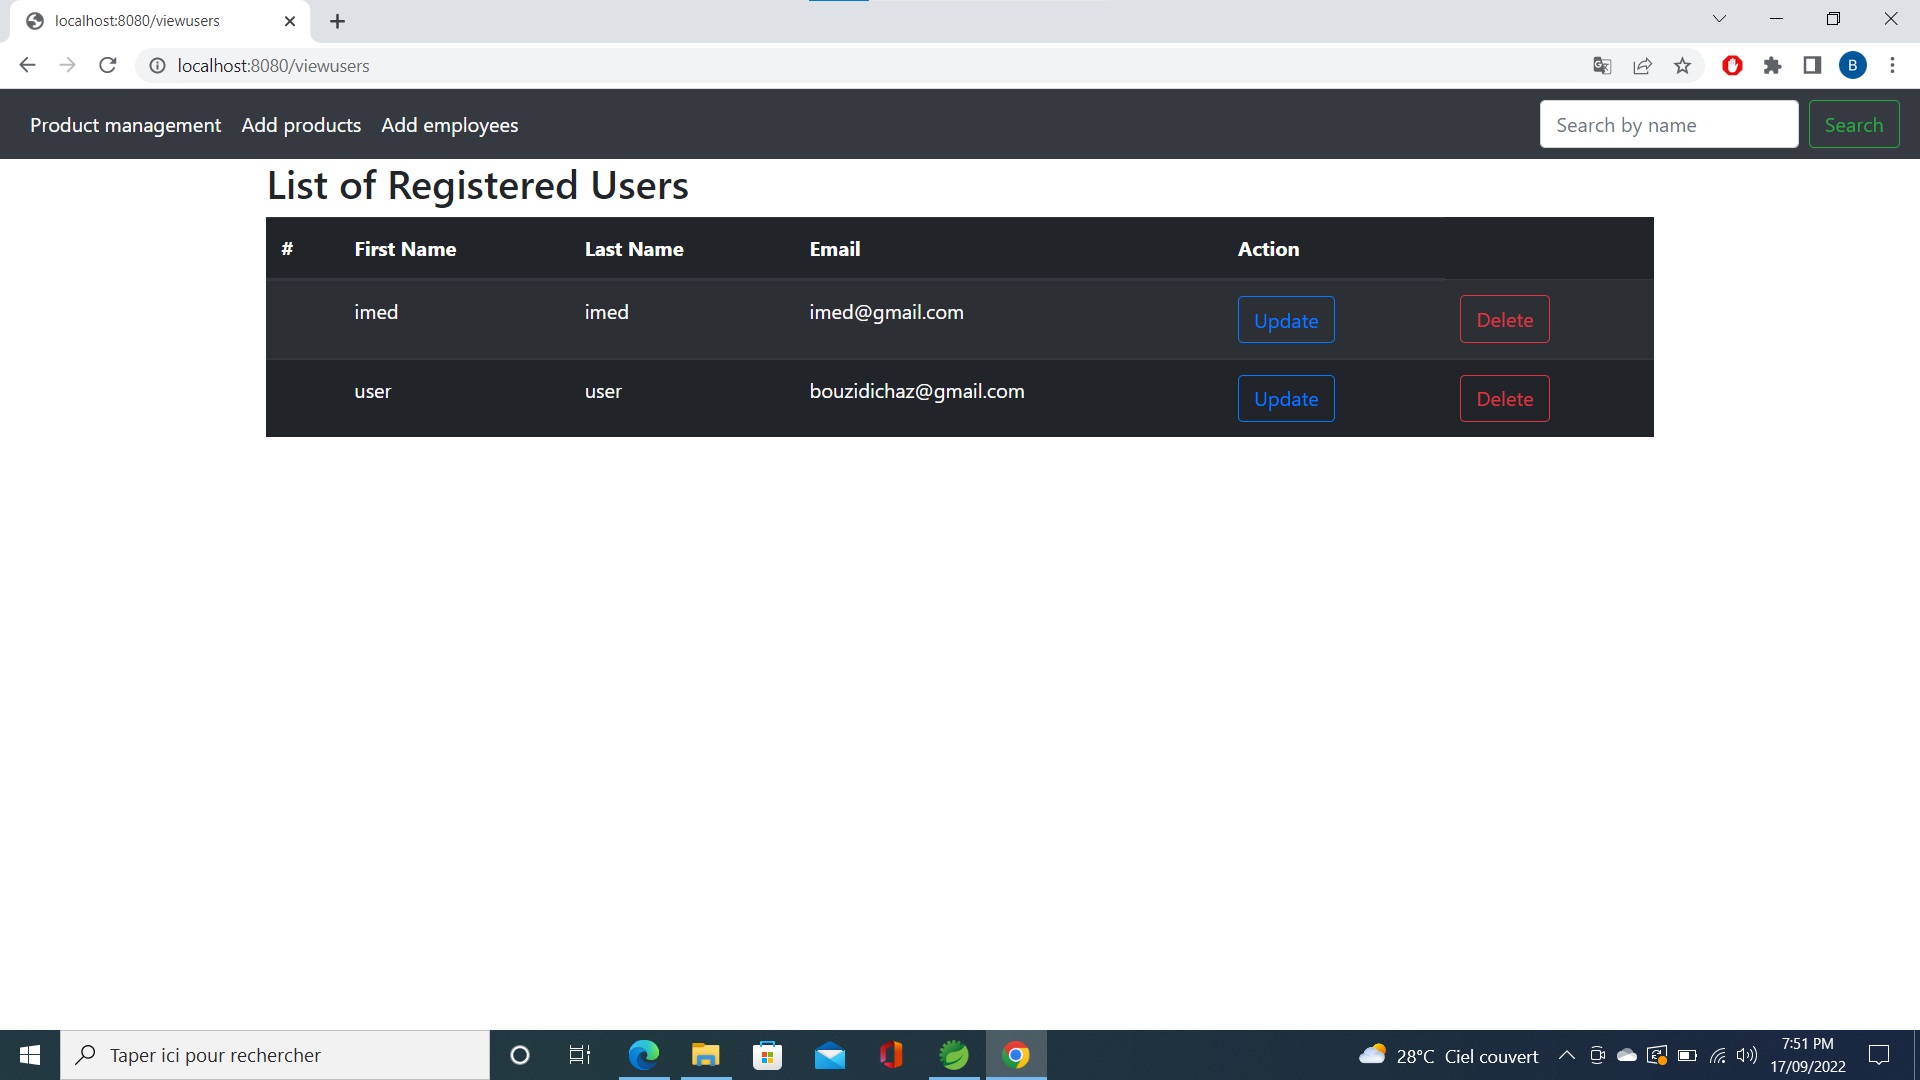 localhost:8080/viewusers
localhost:8080/viewusers
B
Product management Add products Add employees
Search by name
Search
List of Registered Users
# First Name Last Name Email Action
imed imed imed@gmail.com Update Delete
user user bouzidichaz@gmail.com Update Delete
Taper ici pour rechercher
28°C Ciel couvert
7:51 PM
17/09/2022